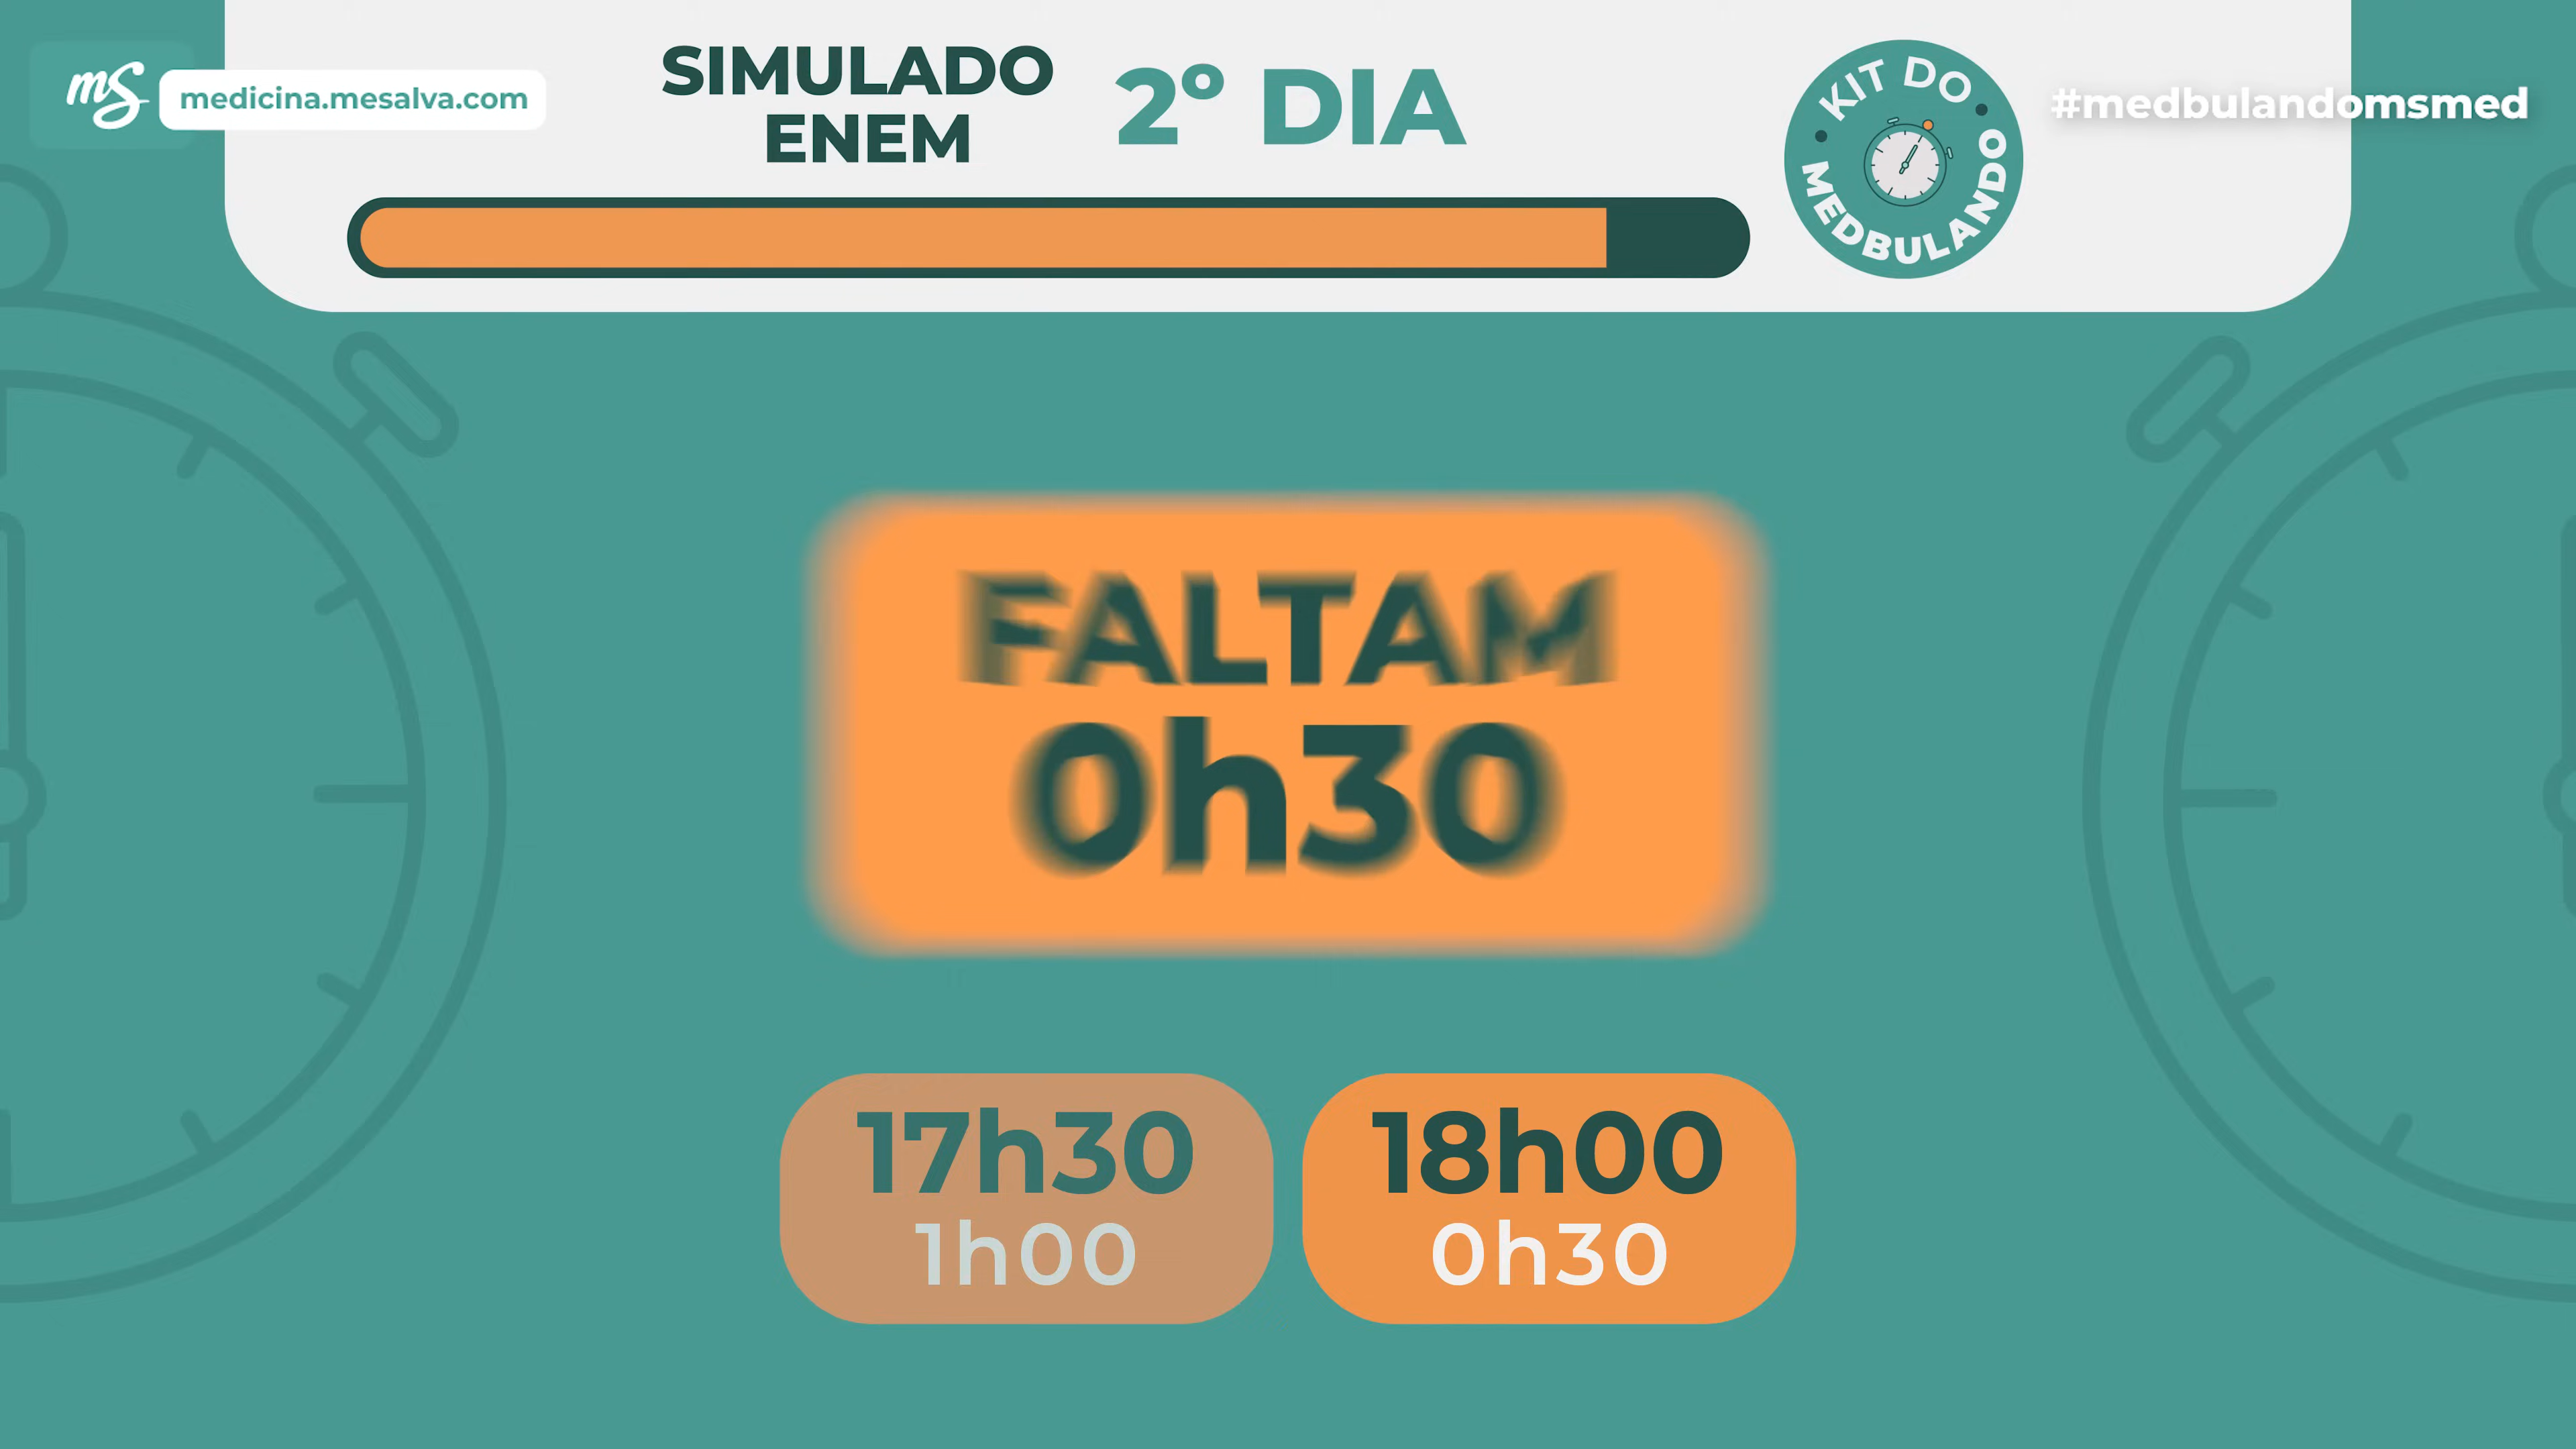 mS
medicina.mesalva.com
SIMULADO
ENEM
2º DIA
KIT DO
MEDBULANDO
#medbulandomsmed
FALTAM
0h30
17h30
1h00
18h00
0h30